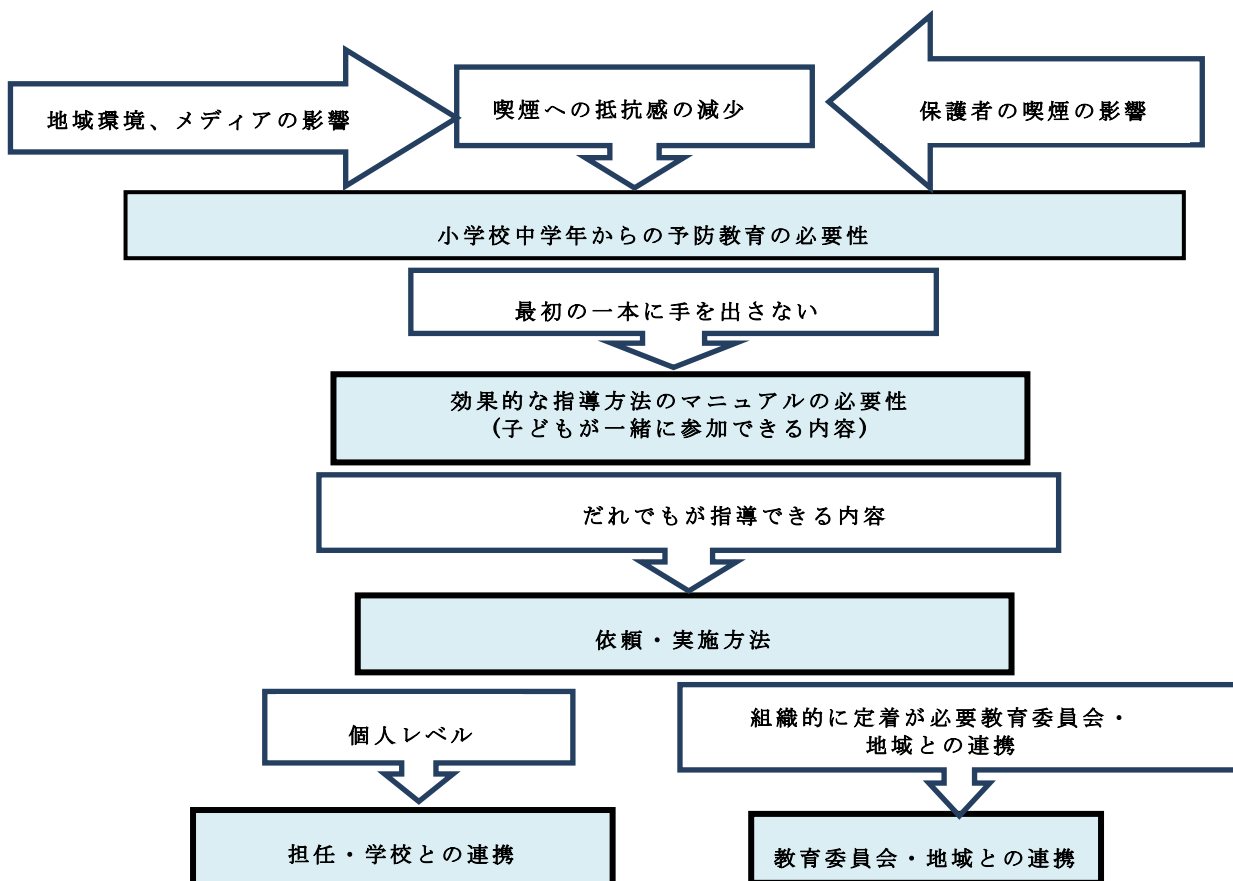 地域環境、メディアの影響
喫煙への抵抗感の減少
保護者の喫煙の影響
小学校中学年からの予防教育の必要性
最初の一本に手を出さない
効果的な指導方法のマニュアルの必要性
(子どもが一緒に参加できる内容)
だれでもが指導できる内容
依頼・実施方法
個人レベル
組織的に定着が必要教育委員会・
地域との連携
担任・学校との連携
教育委員会・地域との連携